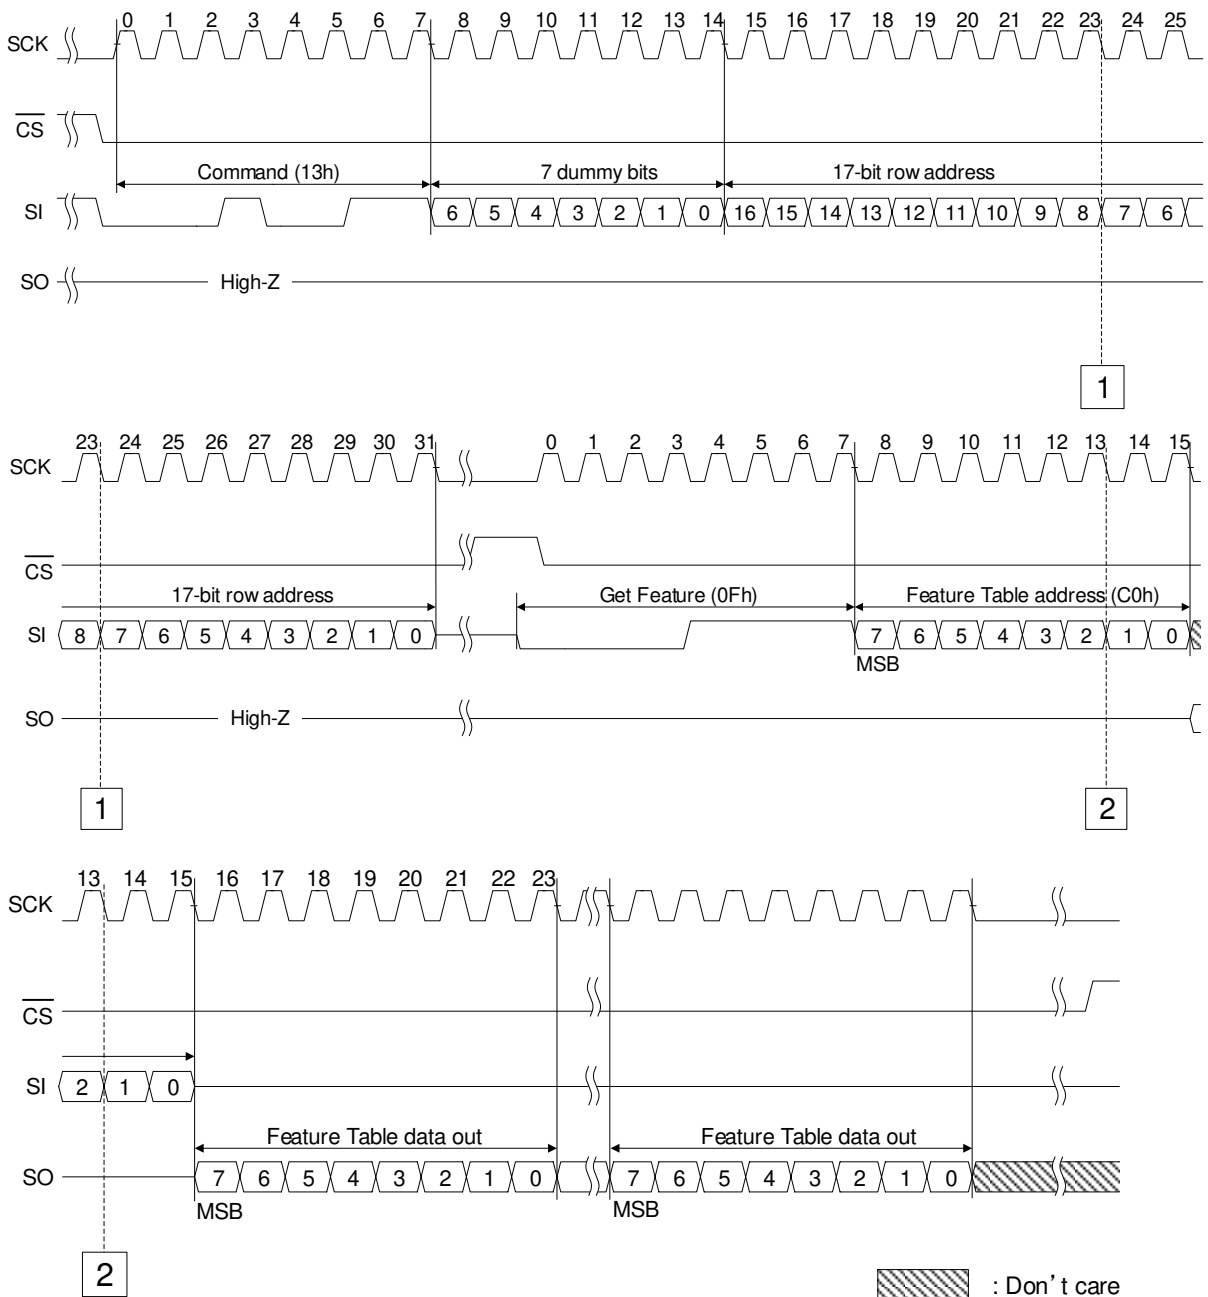 0 1 2 3 4 5 6 7 8 9 10 11 12 13 14 15 16 17 18 19 20 21 22 23 24 25
SCK
CS
Command (13h) 7 dummy bits 17-bit row address
SI 6 5 4 3 2 1 0 16 15 14 13 12 11 10 9 8 7 6
SO High-Z
1
23 24 25 26 27 28 29 30 31 0 1 2 3 4 5 6 7 8 9 10 11 12 13 14 15
SCK
CS
17-bit row address Get Feature (0Fh) Feature Table address (C0h)
SI 8 7 6 5 4 3 2 1 0 7 6 5 4 3 2 1 0
MSB
SO High-Z
1 2
13 14 15 16 17 18 19 20 21 22 23
SCK
CS
SI 2 1 0
Feature Table data out Feature Table data out
SO 7 6 5 4 3 2 1 0 7 6 5 4 3 2 1 0
MSB MSB
2
: Don't care